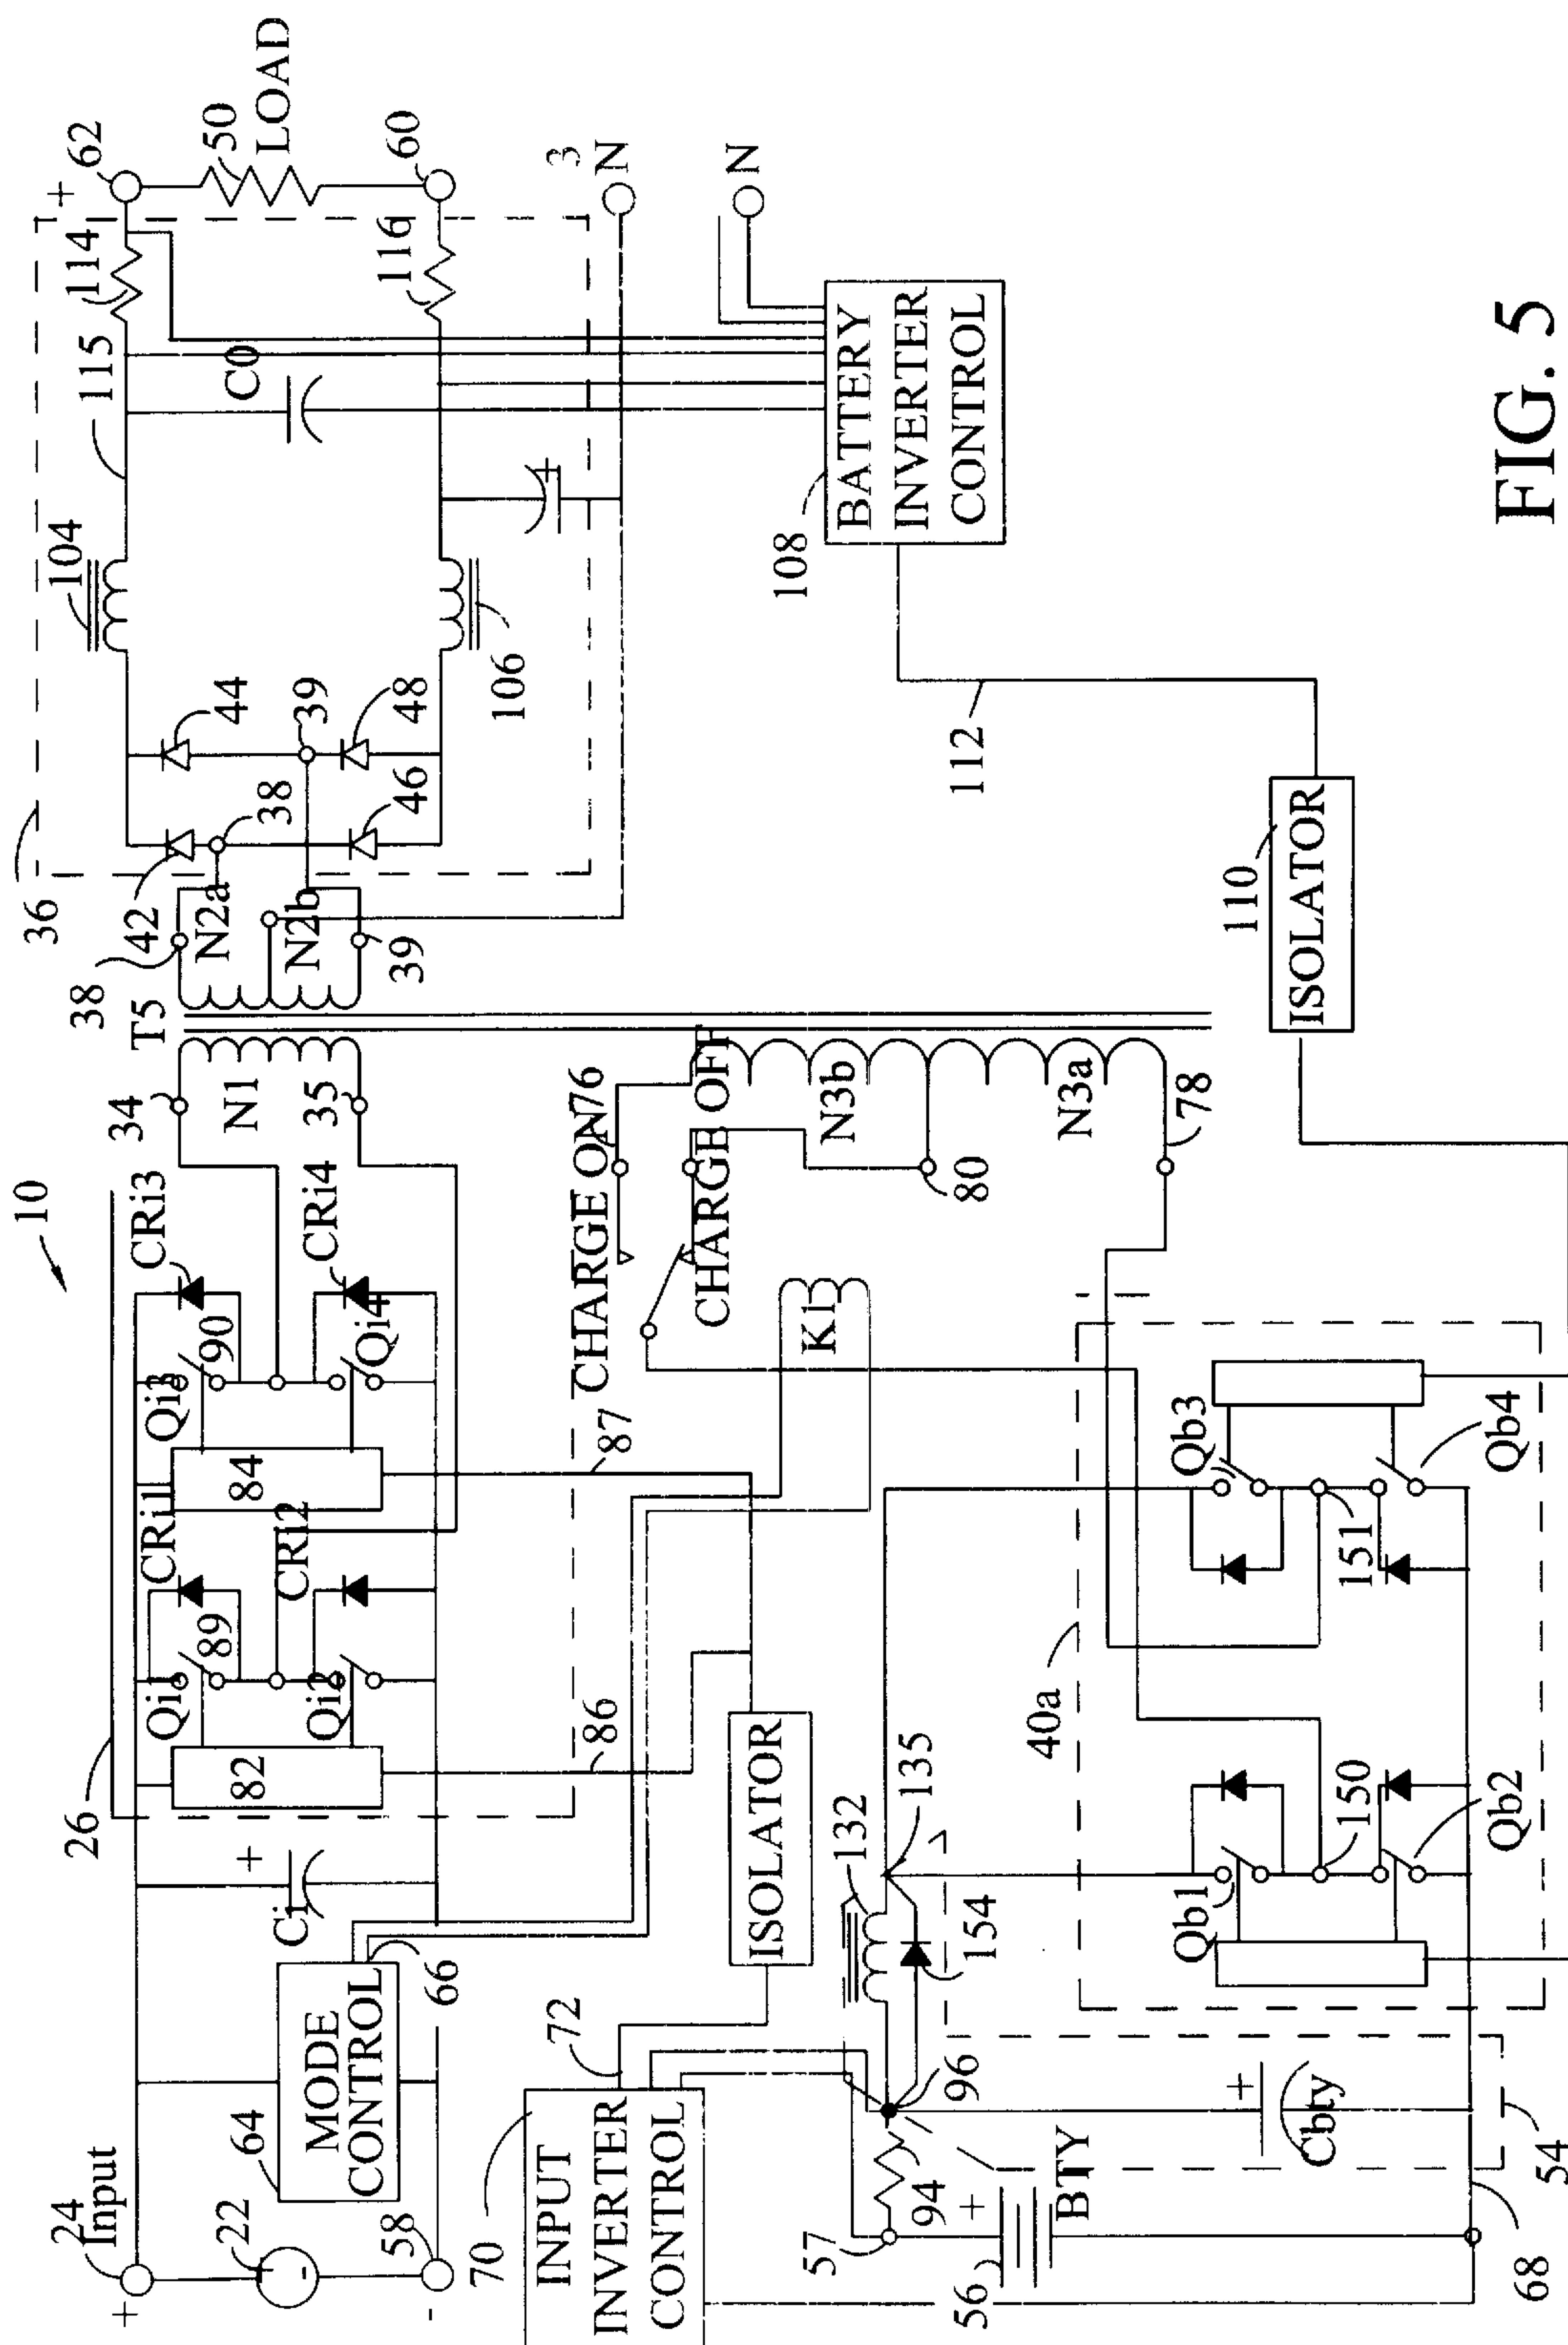 10
24
Input
+
22
+
-
58
-
64
MODE
CONTROL
66
Ci
+
26
82
Qi1
89
CRi1
Qi2
CRi2
84
Qi3
90
CRi3
Qi4
CRi4
86
87
34
N1
35
T5
38
N2a
N2b
39
36
42
38
44
39
46
48
104
106
115
C0
+
114
116
+
62
50
LOAD
60
3
N
N
70
INPUT
INVERTER
CONTROL
72
ISOLATOR
CHARGE ON
76
CHARGE OFF
K1
N3b
80
N3a
78
108
BATTERY
INVERTER
CONTROL
112
110
ISOLATOR
57
94
96
132
154
135
56
+
BTY
+
Cbty
54
68
40a
Qb1
150
Qb2
Qb3
151
Qb4
FIG. 5